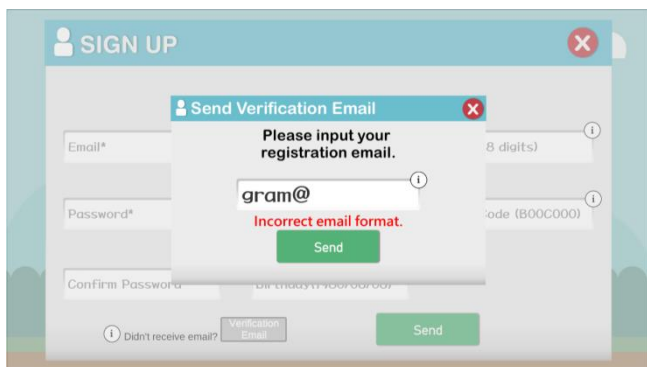 SIGN UP
Send Verification Email
Please input your
registration email.
Email*
8 digits)
gram@
Incorrect email format.
Password*
ode (B00C000)
Send
Confirm Password
Didn't receive email?
Verification
Email
Send